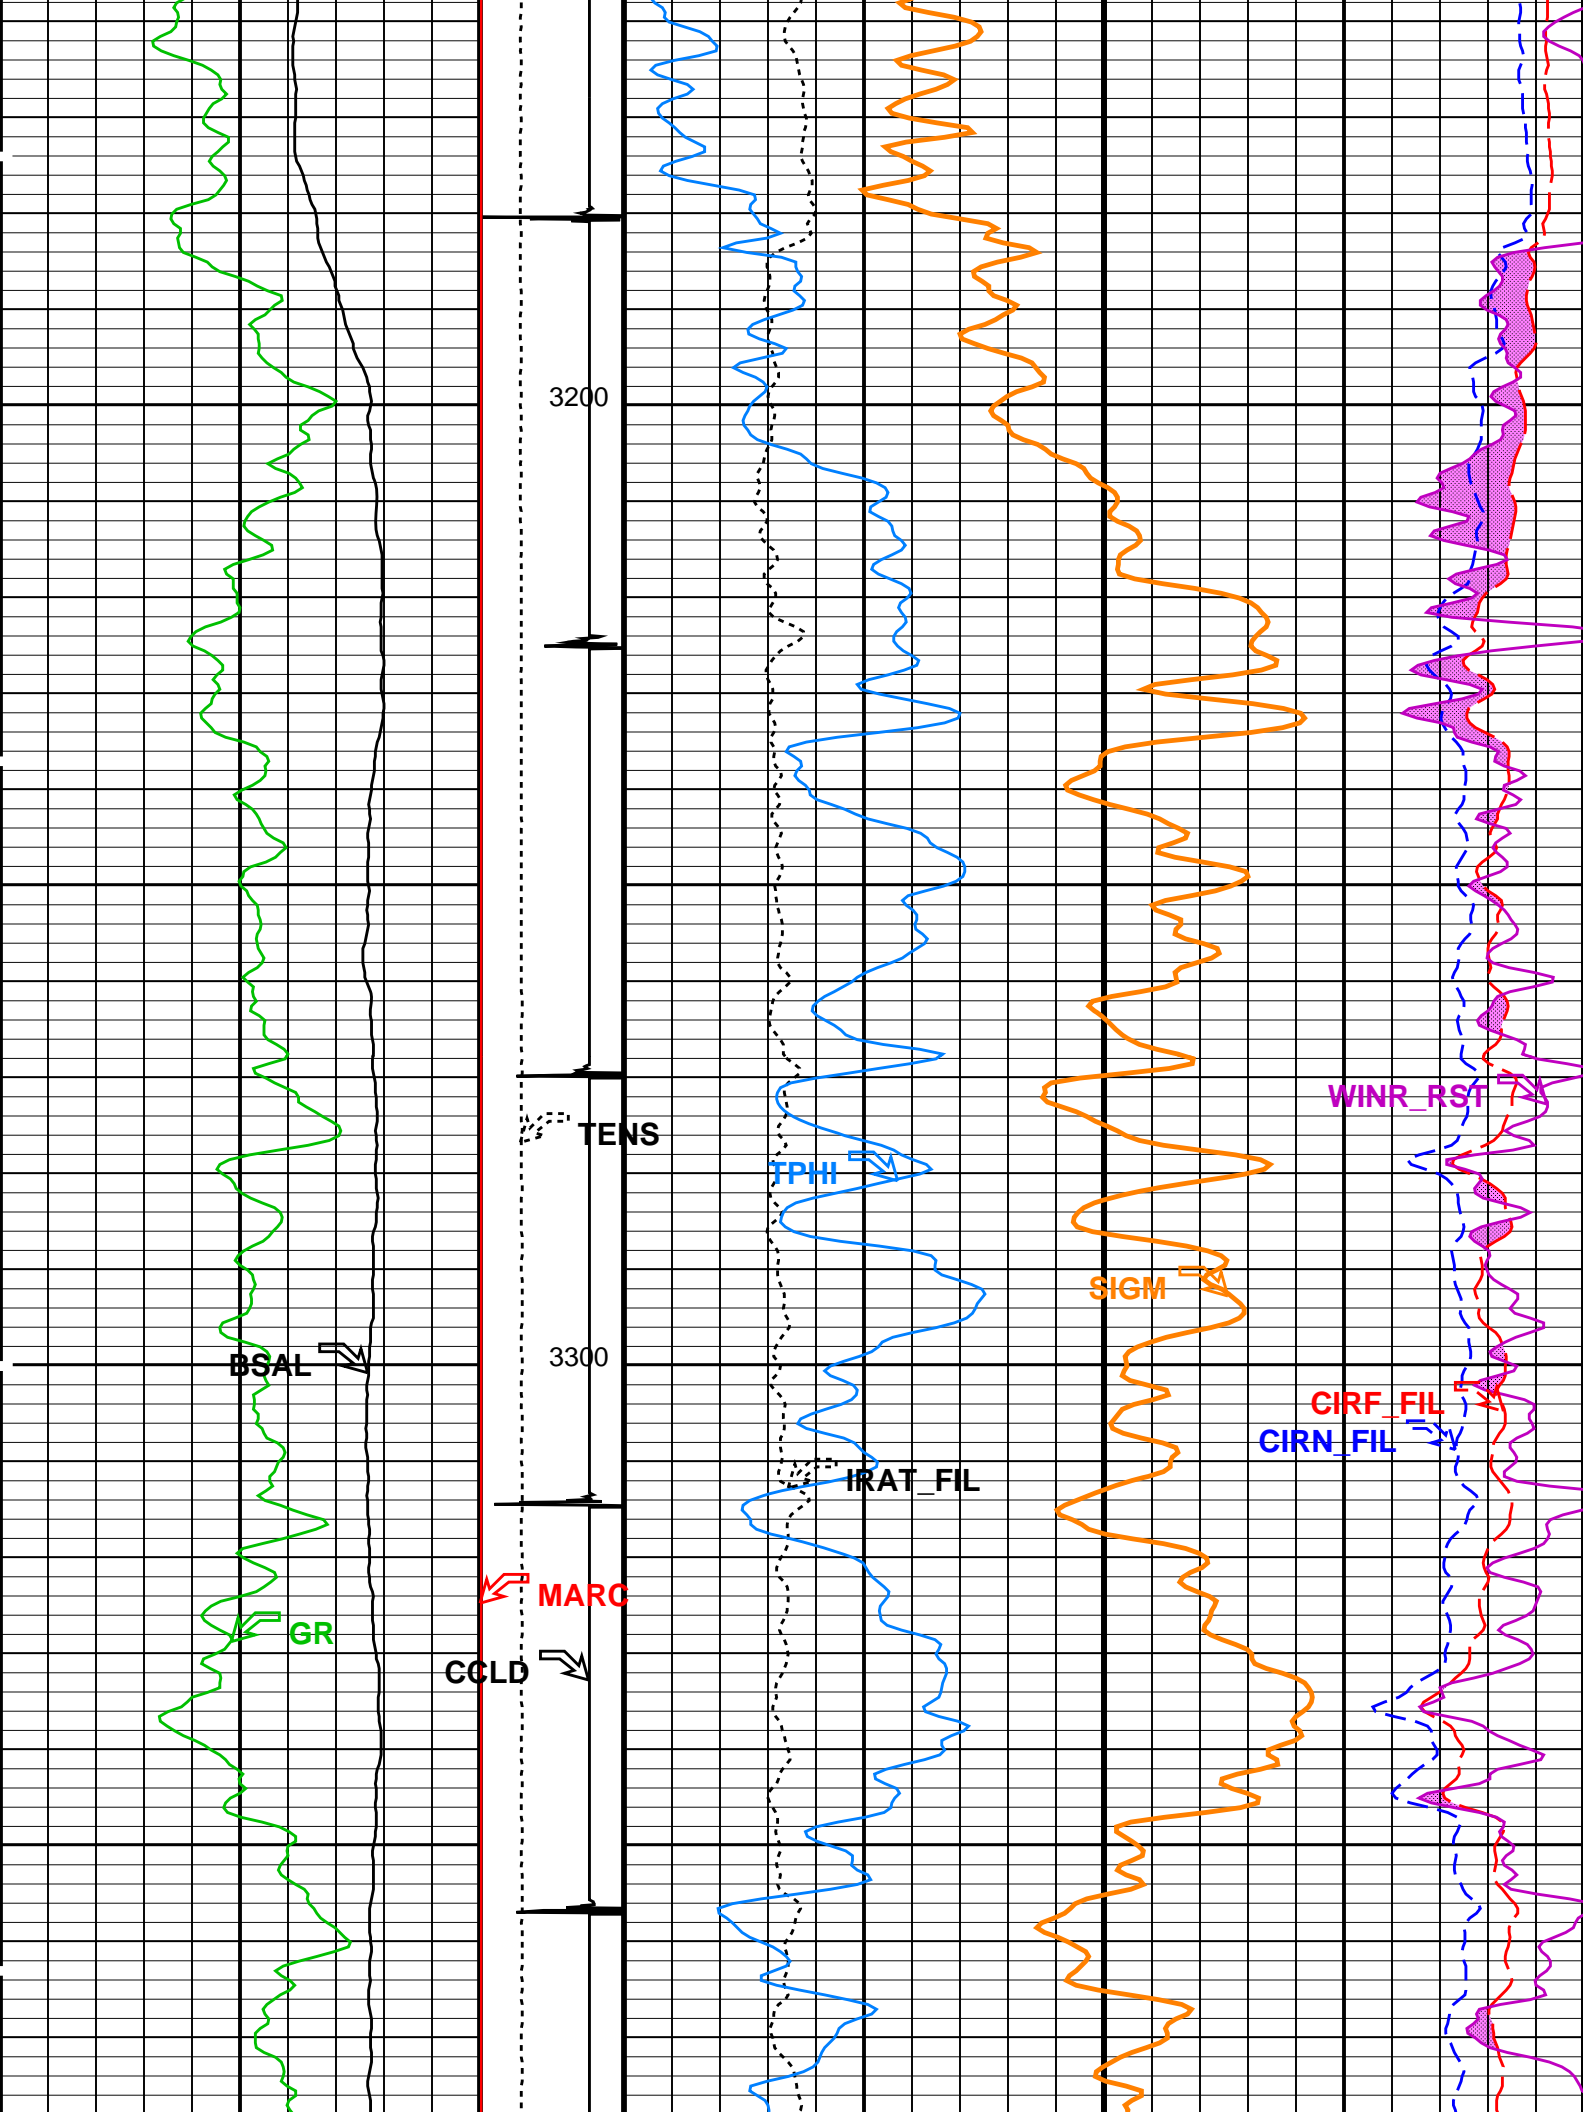 3200
WINR_RST
TENS
TPHI
SIGM
3300
BSAL
CIRF_FIL
CIRN_FIL
IRAT_FIL
MARC
GR
CCLD